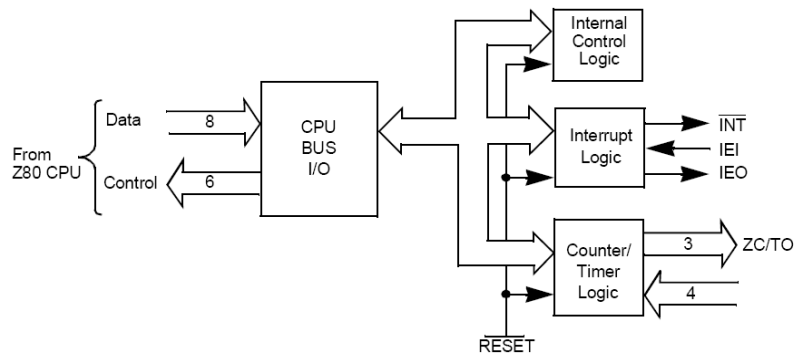 Internal
Control
Logic
Data
8
CPU
BUS
I/O
From
Z80 CPU
Control
6
Interrupt
Logic
INT
IEI
IEO
Counter/
Timer
Logic
3
ZC/TO
4
RESET